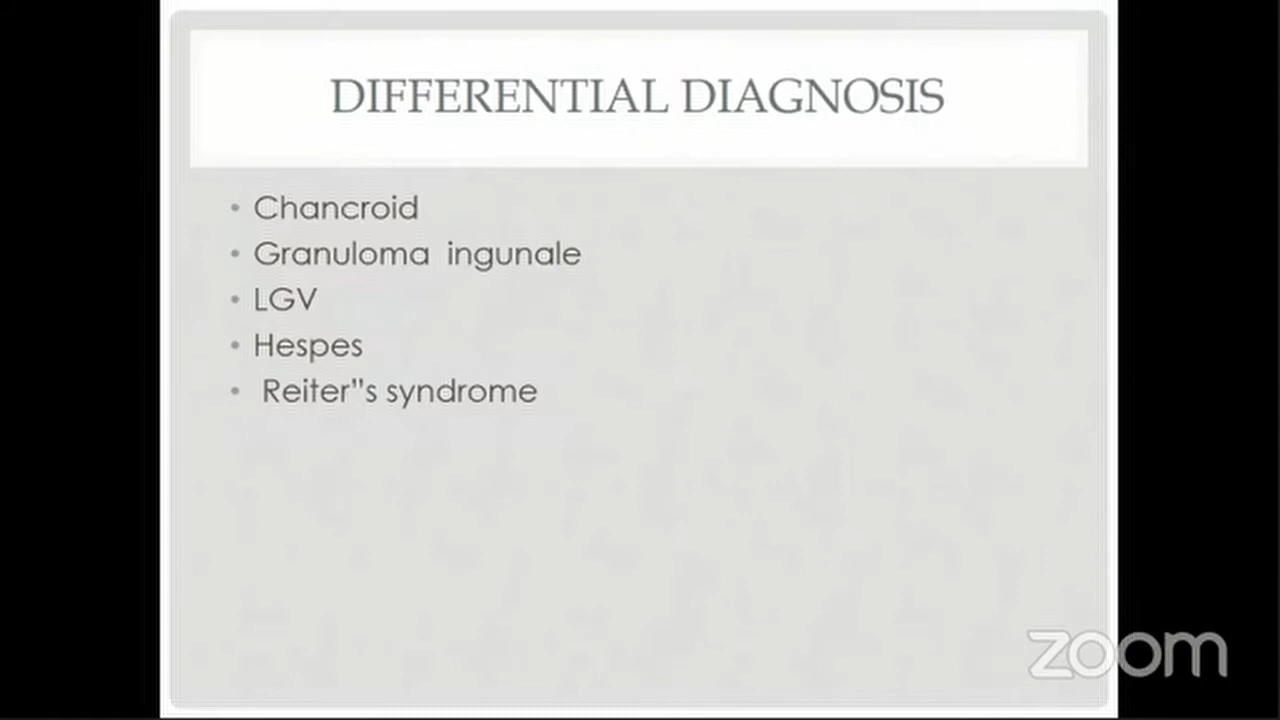 DIFFERENTIAL DIAGNOSIS
• Chancroid
• Granuloma ingunale
• LGV
• Hespes
• Reiter"s syndrome
zoom